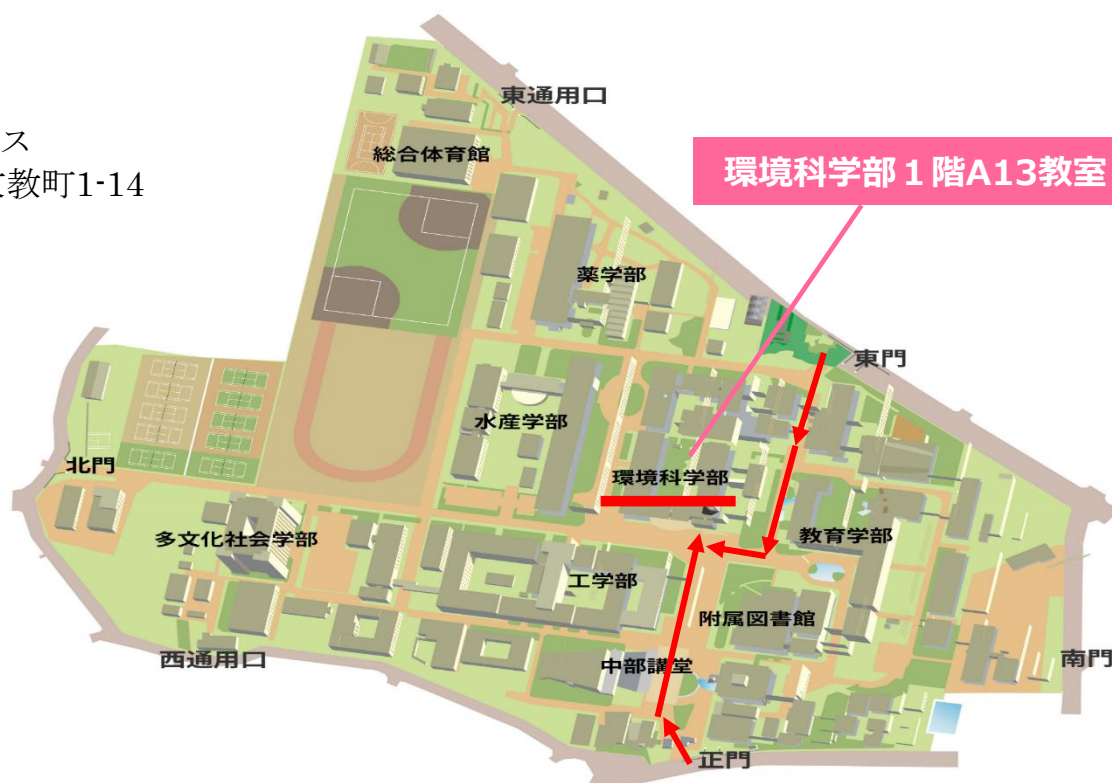 東通用口
ス
総合体育館
教町1-14
環境科学部１階A13教室
薬学部
東門
水産学部
北門
環境科学部
多文化社会学部
教育学部
工学部
附属図書館
西通用口
中部講堂
南門
正門